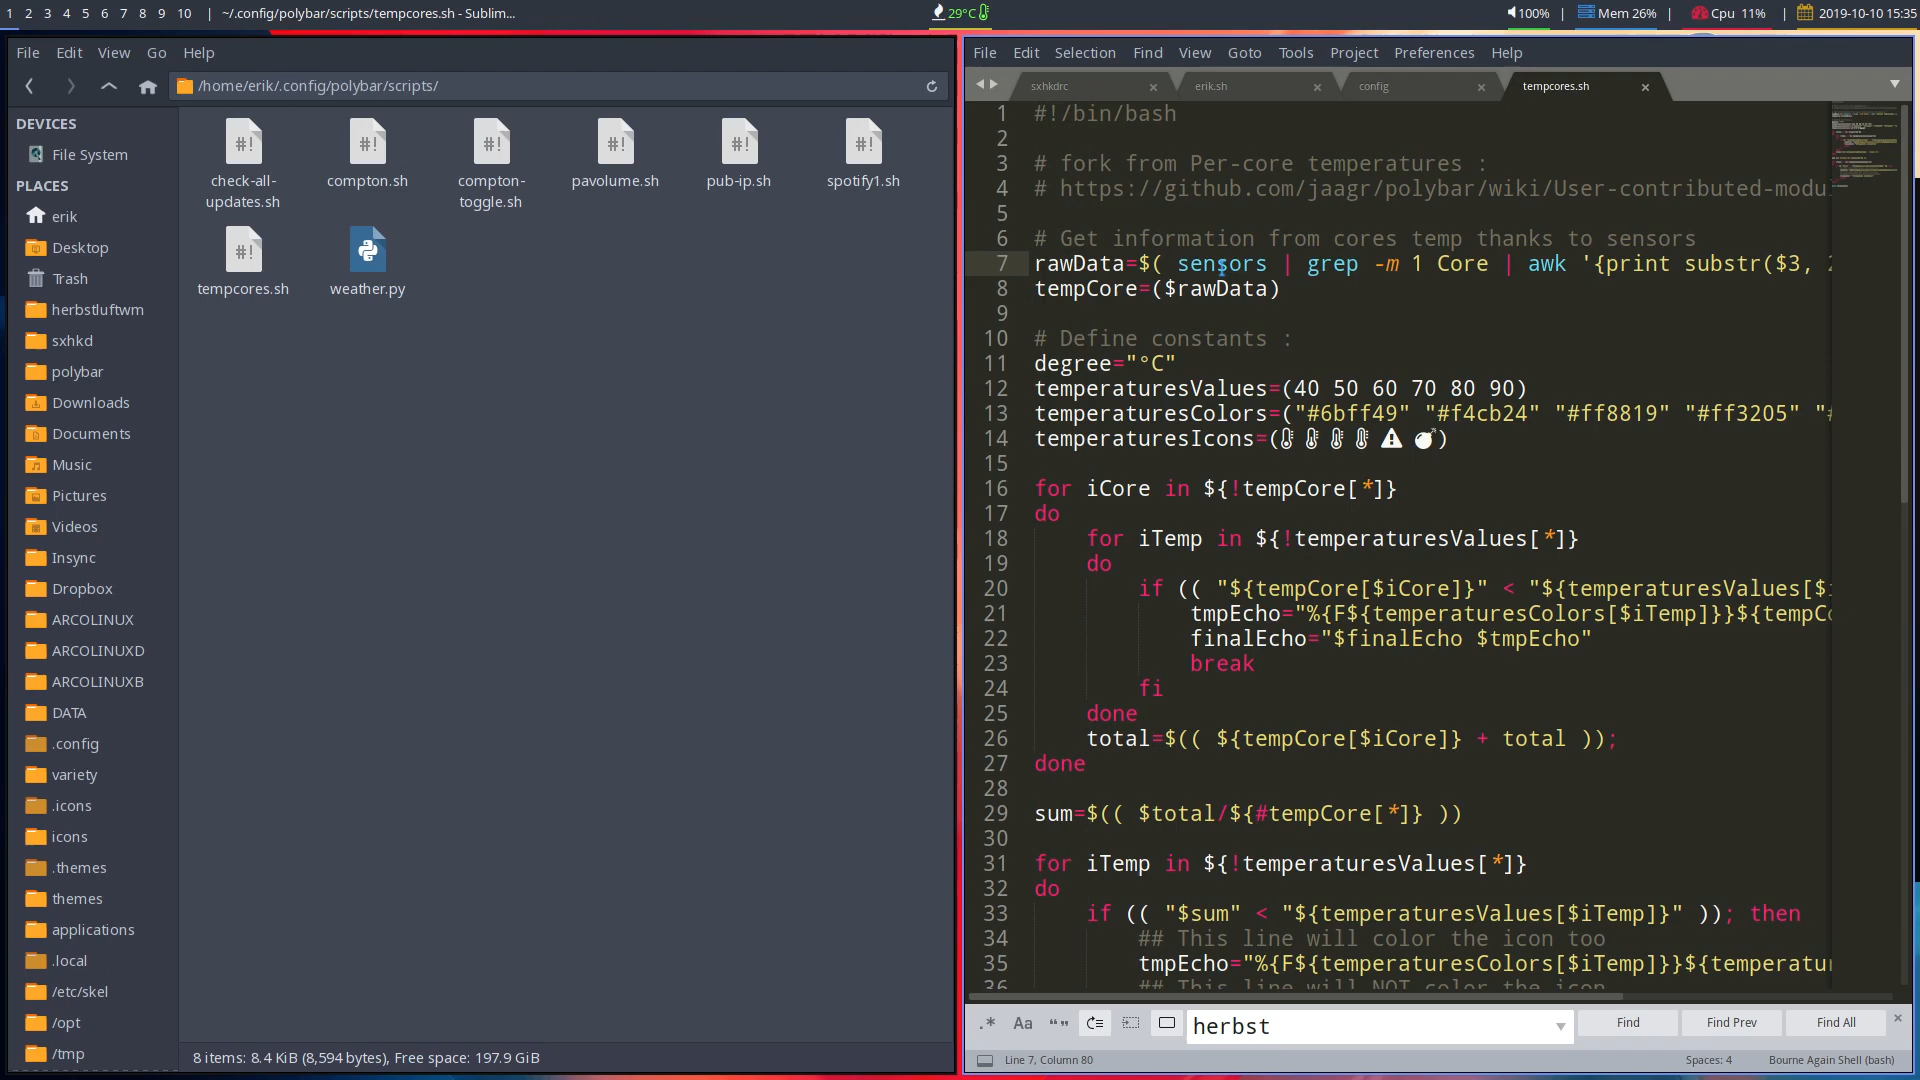 1 2 3 4 5 6 7 8 9 10 | ~/.config/polybar/scripts/tempcores.sh - Sublim...
29°C
100% | Mem 26% | Cpu 11% | 2019-10-10 15:35
File Edit View Go Help
/home/erik/.config/polybar/scripts/
DEVICES
File System
PLACES
erik
Desktop
Trash
herbstluftwm
sxhkd
polybar
Downloads
Documents
Music
Pictures
Videos
Insync
Dropbox
ARCOLINUX
ARCOLINUXD
ARCOLINUXB
DATA
.config
variety
.icons
icons
.themes
themes
applications
.local
/etc/skel
/opt
/tmp
#! #! #! #! #! #!
check-all-updates.sh
compton.sh
compton-toggle.sh
pavolume.sh
pub-ip.sh
spotify1.sh
#!
tempcores.sh
weather.py
8 items: 8.4 KiB (8,594 bytes), Free space: 197.9 GiB
File Edit Selection Find View Goto Tools Project Preferences Help
sxhkdrc erik.sh config tempcores.sh
1 #!/bin/bash
2
3 # fork from Per-core temperatures :
4 # https://github.com/jaagr/polybar/wiki/User-contributed-modu
5
6 # Get information from cores temp thanks to sensors
7 rawData=$( sensors | grep -m 1 Core | awk '{print substr($3, 2
8 tempCore=($rawData)
9
10 # Define constants :
11 degree="°C"
12 temperaturesValues=(40 50 60 70 80 90)
13 temperaturesColors=("#6bff49" "#f4cb24" "#ff8819" "#ff3205" "#
14 temperaturesIcons=( )
15
16 for iCore in ${!tempCore[*]}
17 do
18 for iTemp in ${!temperaturesValues[*]}
19 do
20 if (( "${tempCore[$iCore]}" < "${temperaturesValues[$i
21 tmpEcho="%{F${temperaturesColors[$iTemp]}}${tempCo
22 finalEcho="$finalEcho $tmpEcho"
23 break
24 fi
25 done
26 total=$(( ${tempCore[$iCore]} + total ));
27 done
28
29 sum=$(( $total/${#tempCore[*]} ))
30
31 for iTemp in ${!temperaturesValues[*]}
32 do
33 if (( "$sum" < "${temperaturesValues[$iTemp]}" )); then
34 ## This line will color the icon too
35 tmpEcho="%{F${temperaturesColors[$iTemp]}}${temperatur
36 ## This line will NOT color the icon
.* Aa “” herbst Find Find Prev Find All
Line 7, Column 80 Spaces: 4 Bourne Again Shell (bash)